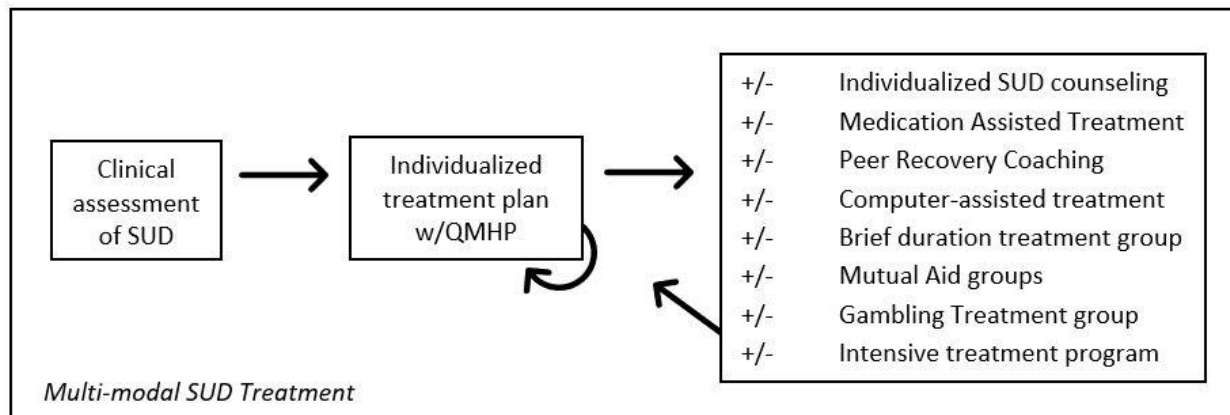 Clinical
assessment
of SUD
Individualized
treatment plan
w/QMHP
+/- Individualized SUD counseling
+/- Medication Assisted Treatment
+/- Peer Recovery Coaching
+/- Computer-assisted treatment
+/- Brief duration treatment group
+/- Mutual Aid groups
+/- Gambling Treatment group
+/- Intensive treatment program
Multi-modal SUD Treatment